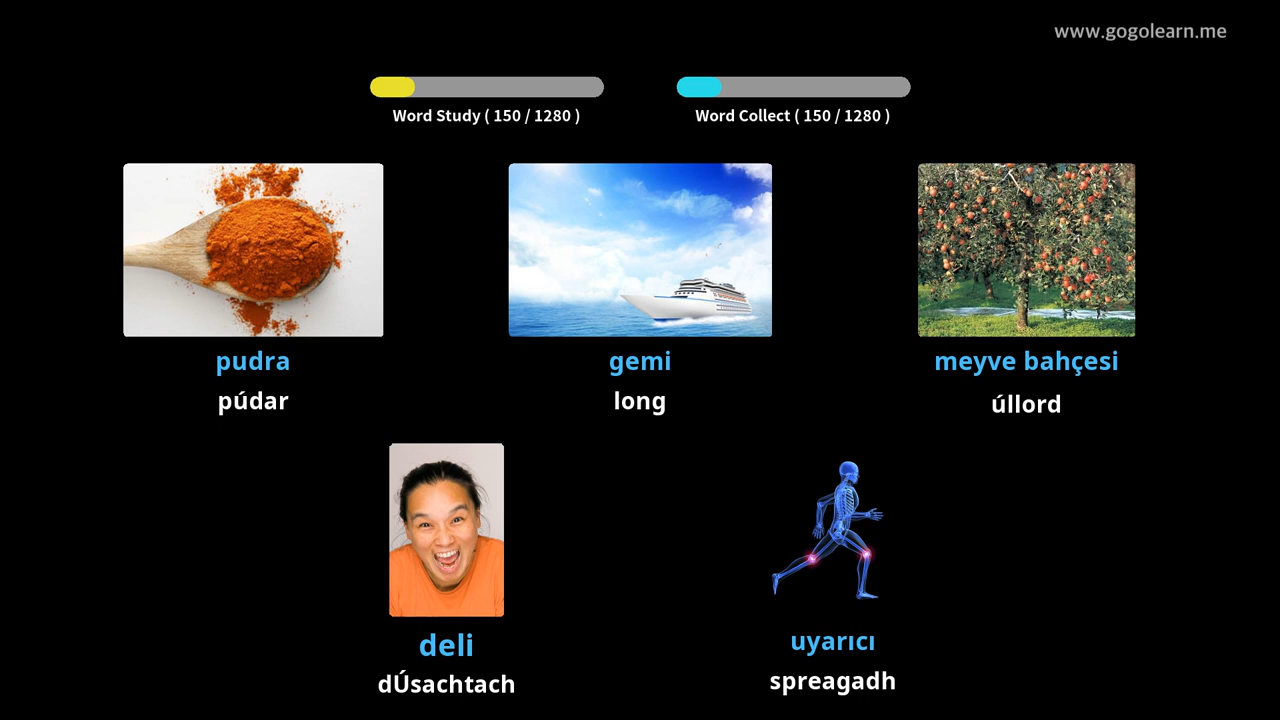 www.gogolearn.me
Word Study ( 150 / 1280 )
Word Collect ( 150 / 1280 )
pudra
púdar
gemi
long
meyve bahçesi
úllord
deli
dÚsachtach
uyarıcı
spreagadh